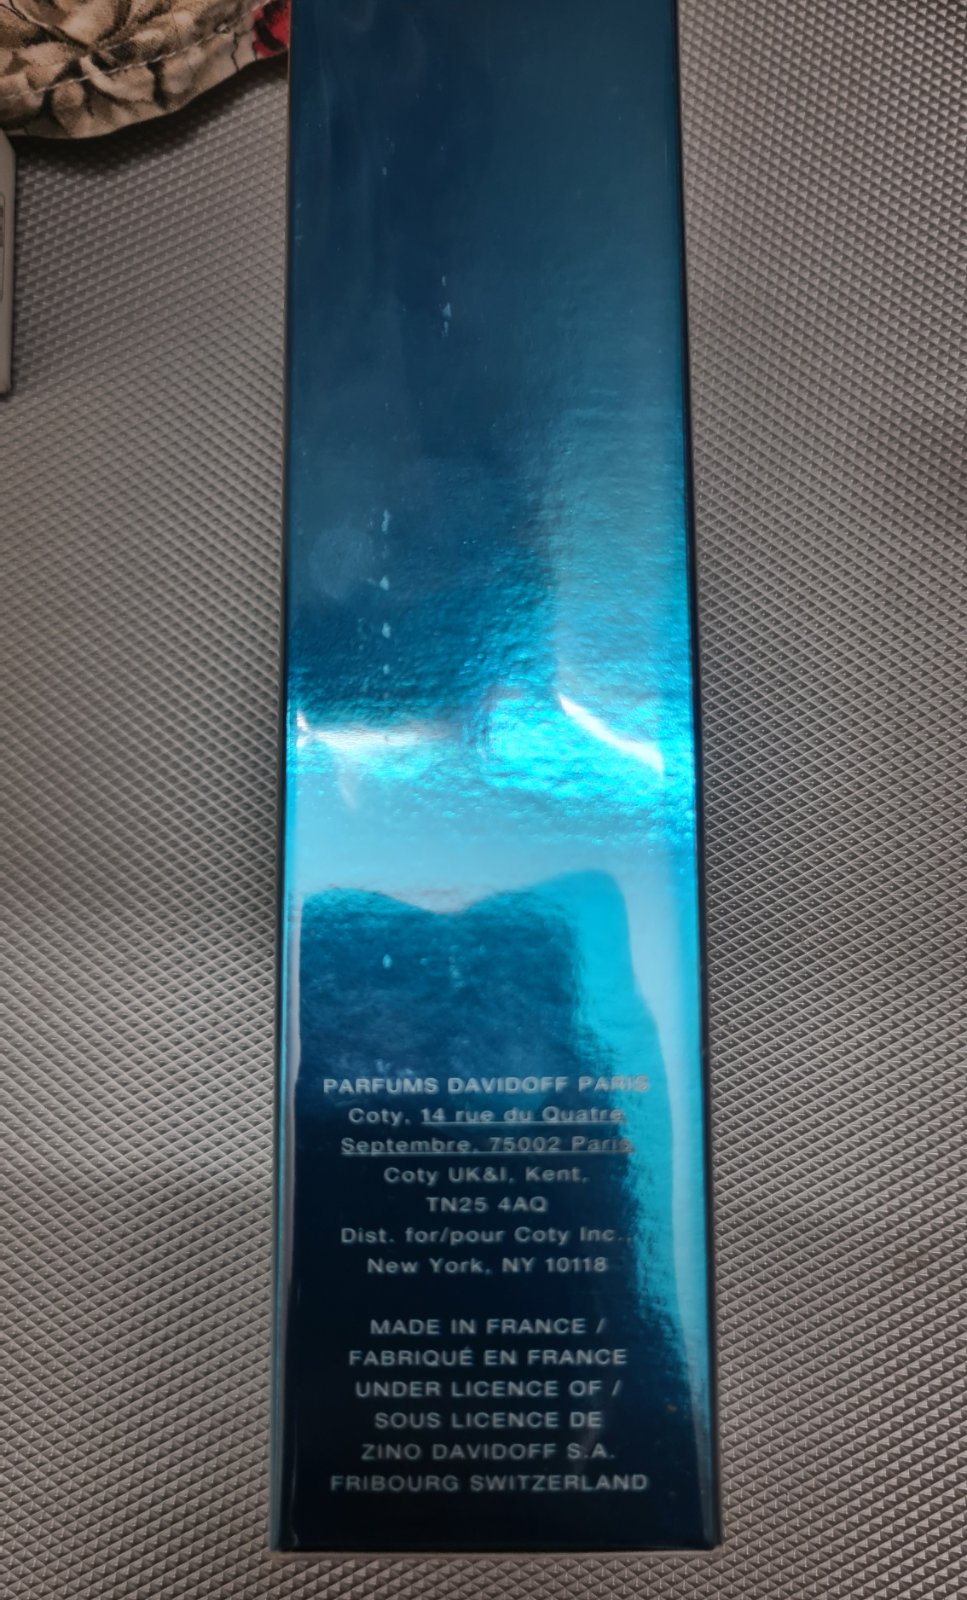 PARFUMS DAVIDOFF PARIS
Coty, 14 rue du Quatre
Septembre, 75002 Paris
Coty UK&I, Kent,
TN25 4AQ
Dist. for/pour Coty Inc.,
New York, NY 10118
MADE IN FRANCE /
FABRIQUÉ EN FRANCE
UNDER LICENCE OF /
SOUS LICENCE DE
ZINO DAVIDOFF S.A.
FRIBOURG SWITZERLAND